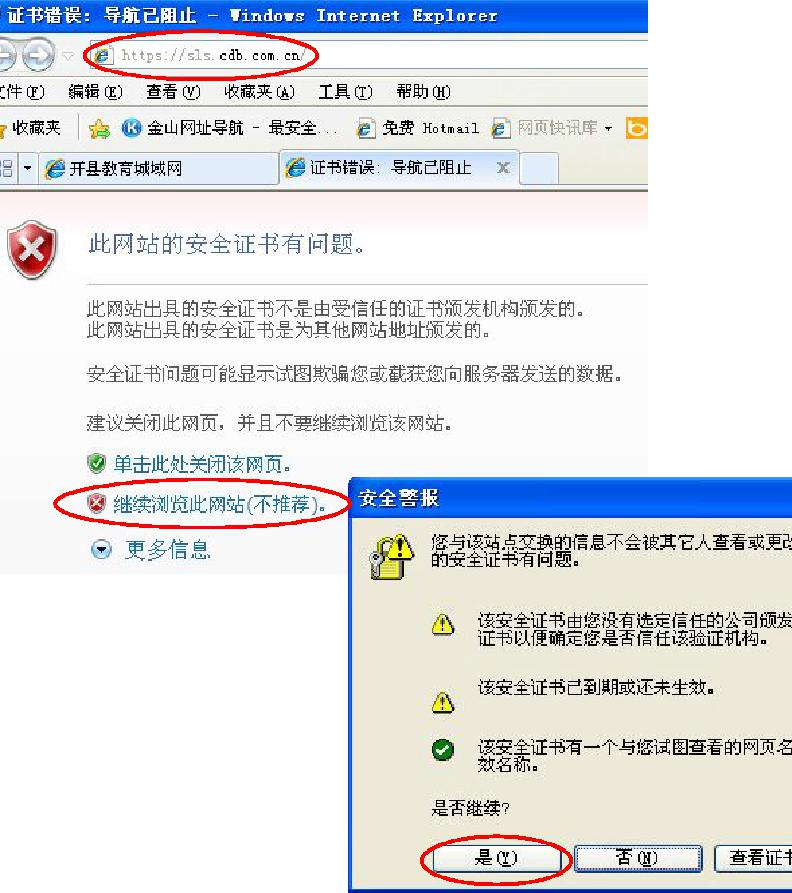 证书错误: 导航已阻止 - Windows Internet Explorer
https://sls.cdb.com.cn/
文件(F) 编辑(E) 查看(V) 收藏夹(A) 工具(T) 帮助(H)
收藏夹 金山网址导航 - 最安全... 免费 Hotmail 网页快讯库
开县教育城域网 证书错误: 导航已阻止 X
此网站的安全证书有问题。
此网站出具的安全证书不是由受信任的证书颁发机构颁发的。
此网站出具的安全证书是为其他网站地址颁发的。
安全证书问题可能显示试图欺骗您或截获您向服务器发送的数据。
建议关闭此网页，并且不要继续浏览该网站。
单击此处关闭该网页。
继续浏览此网站(不推荐)。
更多信息
安全警报
您与该站点交换的信息不会被其它人查看或更改
的安全证书有问题。
该安全证书由您没有选定信任的公司颁发
证书以便确定您是否信任该验证机构。
该安全证书已到期或还未生效。
该安全证书有一个与您试图查看的网页名
效名称。
是否继续?
是(Y) 否(N) 查看证书